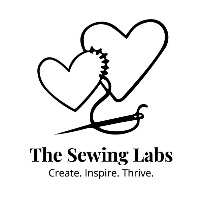 The Sewing Labs
Create. Inspire. Thrive.